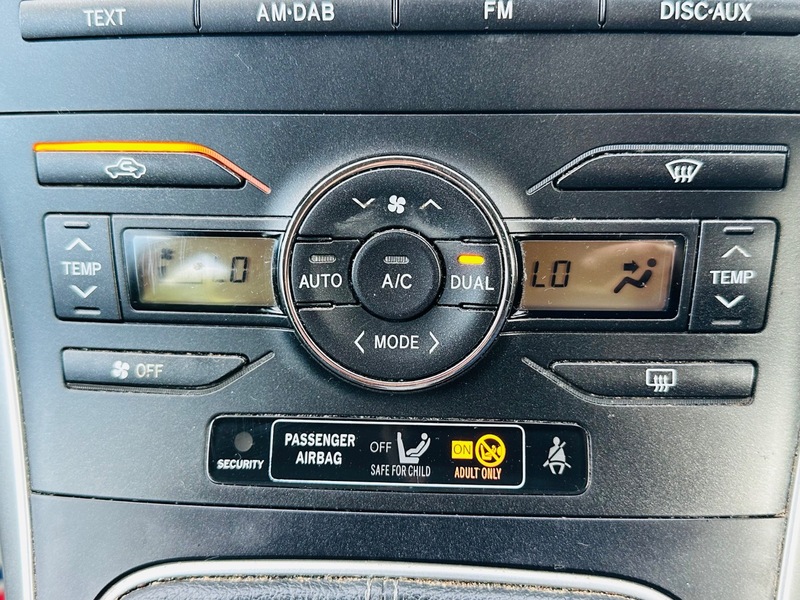 TEXT
AM·DAB
FM
DISC·AUX
TEMP
LO
AUTO
A/C
DUAL
LO
TEMP
MODE
OFF
SECURITY
PASSENGER
AIRBAG
OFF
SAFE FOR CHILD
ON
ADULT ONLY